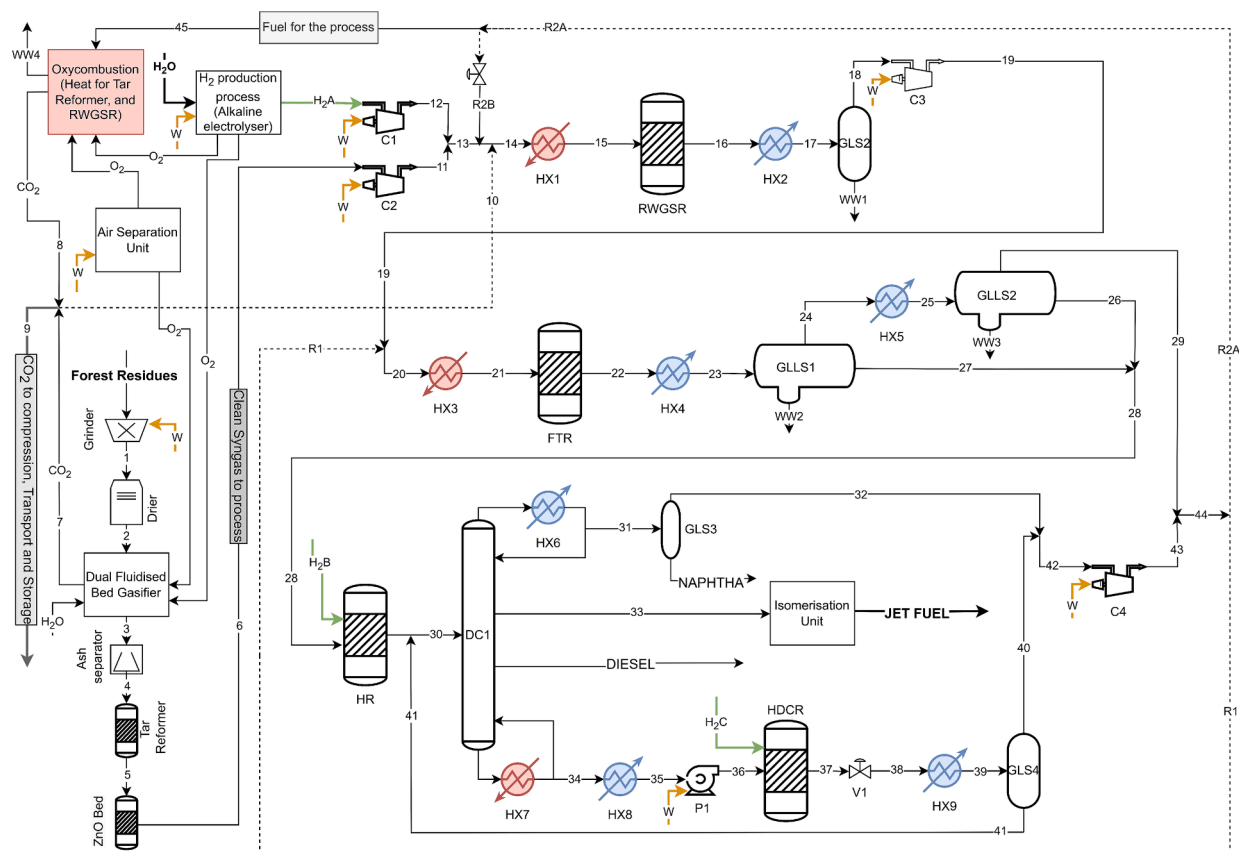 45
Fuel for the process
R2A
WW4
Oxycombustion
(Heat for Tar
Reformer, and
RWGSR)
H₂O
H₂ production
process
(Alkaline
electrolyser)
W
H₂A
12
C1
W
11
C2
W
13
R2B
14
HX1
15
RWGSR
16
HX2
17
GLS2
WW1
18
W
C3
19
10
O₂
O₂
CO₂
8
Air Separation
Unit
W
O₂
O₂
9
CO₂ to compression, Transport and Storage
Forest Residues
Grinder
W
1
Drier
2
CO₂
7
Dual Fluidised
Bed Gasifier
H₂O
3
Ash
separator
4
Tar
Reformer
5
ZnO Bed
Clean Syngas to process
6
19
R1
20
HX3
21
FTR
22
HX4
23
GLLS1
WW2
24
HX5
25
GLLS2
WW3
26
27
28
29
R2A
28
H₂B
HR
30
DC1
HX6
31
GLS3
32
NAPHTHA
33
Isomerisation
Unit
JET FUEL
DIESEL
41
HX7
34
HX8
35
W
P1
36
H₂C
HDCR
37
V1
38
HX9
39
GLS4
40
41
42
W
C4
43
44
R1